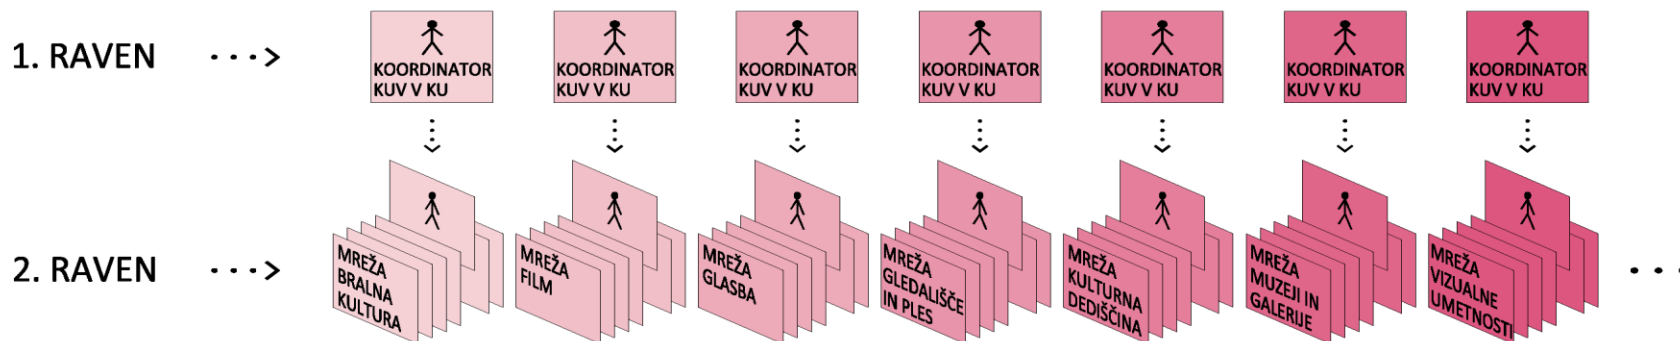 1. RAVEN
KOORDINATOR
KUV V KU
KOORDINATOR
KUV V KU
KOORDINATOR
KUV V KU
KOORDINATOR
KUV V KU
KOORDINATOR
KUV V KU
KOORDINATOR
KUV V KU
KOORDINATOR
KUV V KU
2. RAVEN
MREŽA
BRALNA
KULTURA
MREŽA
FILM
MREŽA
GLASBA
MREŽA
GLEDALIŠČE
IN PLES
MREŽA
KULTURNA
DEDIŠČINA
MREŽA
MUZEJI IN
GALERIJE
MREŽA
VIZUALNE
UMETNOSTI